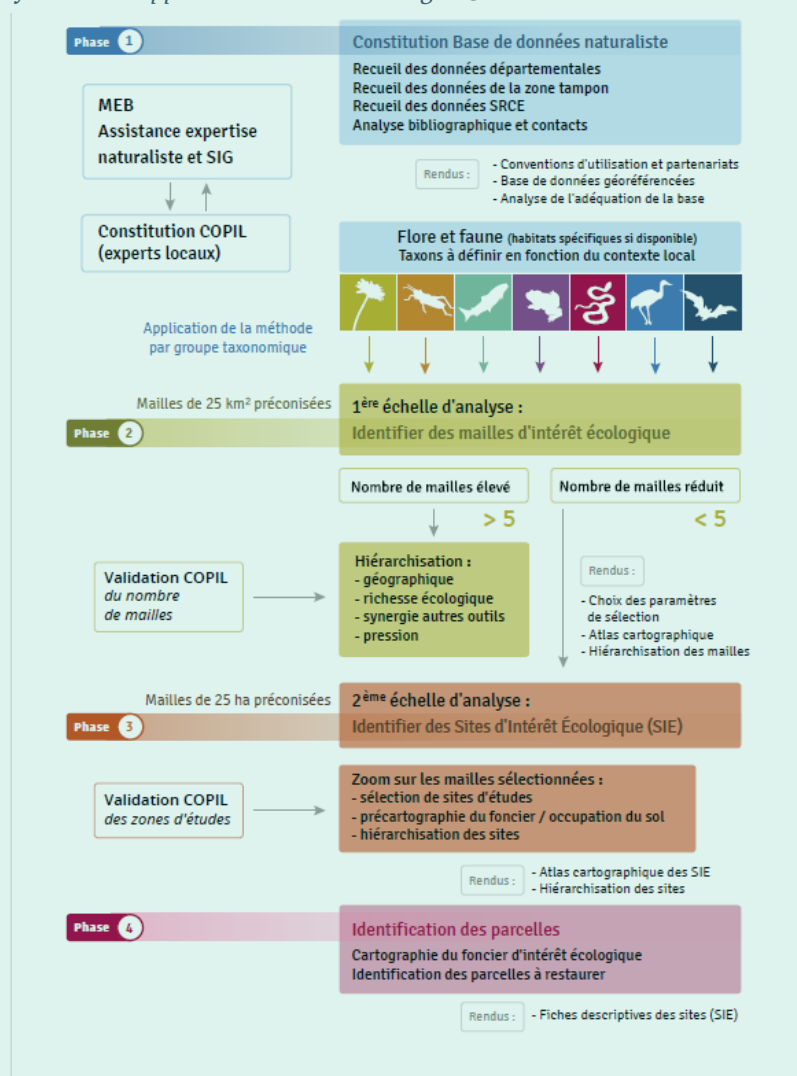 Phase 1
Constitution Base de données naturaliste
Recueil des données départementales
Recueil des données de la zone tampon
Recueil des données SRCE
Analyse bibliographique et contacts
MEB
Assistance expertise
naturaliste et SIG
Rendus :
- Conventions d'utilisation et partenariats
- Base de données géoréférencées
- Analyse de l'adéquation de la base
Constitution COPIL
(experts locaux)
Flore et faune (habitats spécifiques si disponible)
Taxons à définir en fonction du contexte local
Application de la méthode
par groupe taxonomique
Mailles de 25 km² préconisées
Phase 2
1ère échelle d'analyse :
Identifier des mailles d'intérêt écologique
Nombre de mailles élevé
> 5
Nombre de mailles réduit
< 5
Validation COPIL
du nombre
de mailles
Hiérarchisation :
- géographique
- richesse écologique
- synergie autres outils
- pression
Rendus :
- Choix des paramètres
de sélection
- Atlas cartographique
- Hiérarchisation des mailles
Mailles de 25 ha préconisées
Phase 3
2ème échelle d'analyse :
Identifier des Sites d'Intérêt Écologique (SIE)
Validation COPIL
des zones d'études
Zoom sur les mailles sélectionnées :
- sélection de sites d'études
- précartographie du foncier / occupation du sol
- hiérarchisation des sites
Rendus :
- Atlas cartographique des SIE
- Hiérarchisation des sites
Phase 4
Identification des parcelles
Cartographie du foncier d'intérêt écologique
Identification des parcelles à restaurer
Rendus :
- Fiches descriptives des sites (SIE)